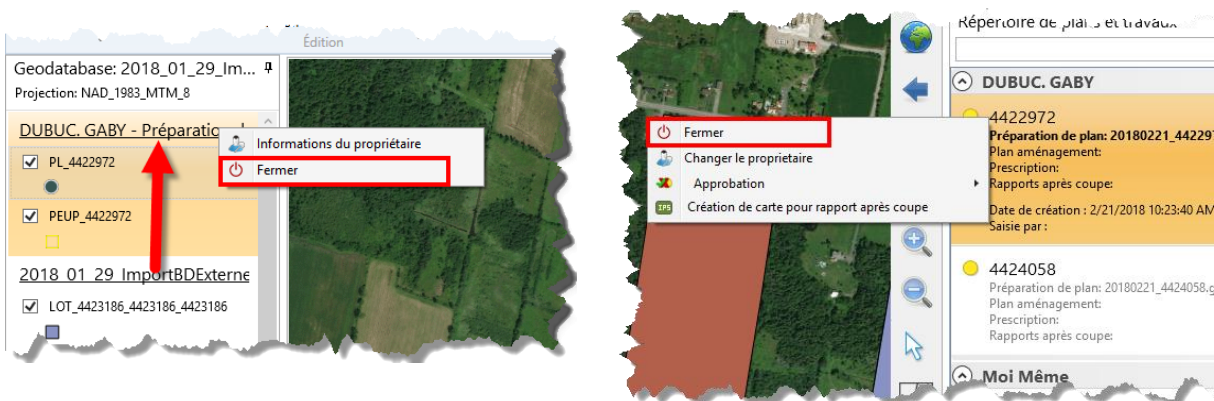 Édition
Geodatabase: 2018_01_29_Im...
Projection: NAD_1983_MTM_8
DUBUC. GABY - Préparation
Informations du propriétaire
Fermer
PL_4422972
PEUP_4422972
2018_01_29_ImportBDExterne
LOT_4423186_4423186_4423186
Répertoire de plans et travaux
DUBUC. GABY
4422972
Préparation de plan: 20180221_442297
Plan aménagement:
Prescription:
Rapports après coupe:
Date de création : 2/21/2018 10:23:40 AM
Saisie par :
Fermer
Changer le proprietaire
Approbation
IPS Création de carte pour rapport après coupe
4424058
Préparation de plan: 20180221_4424058.g
Plan aménagement:
Prescription:
Rapports après coupe:
Moi Même